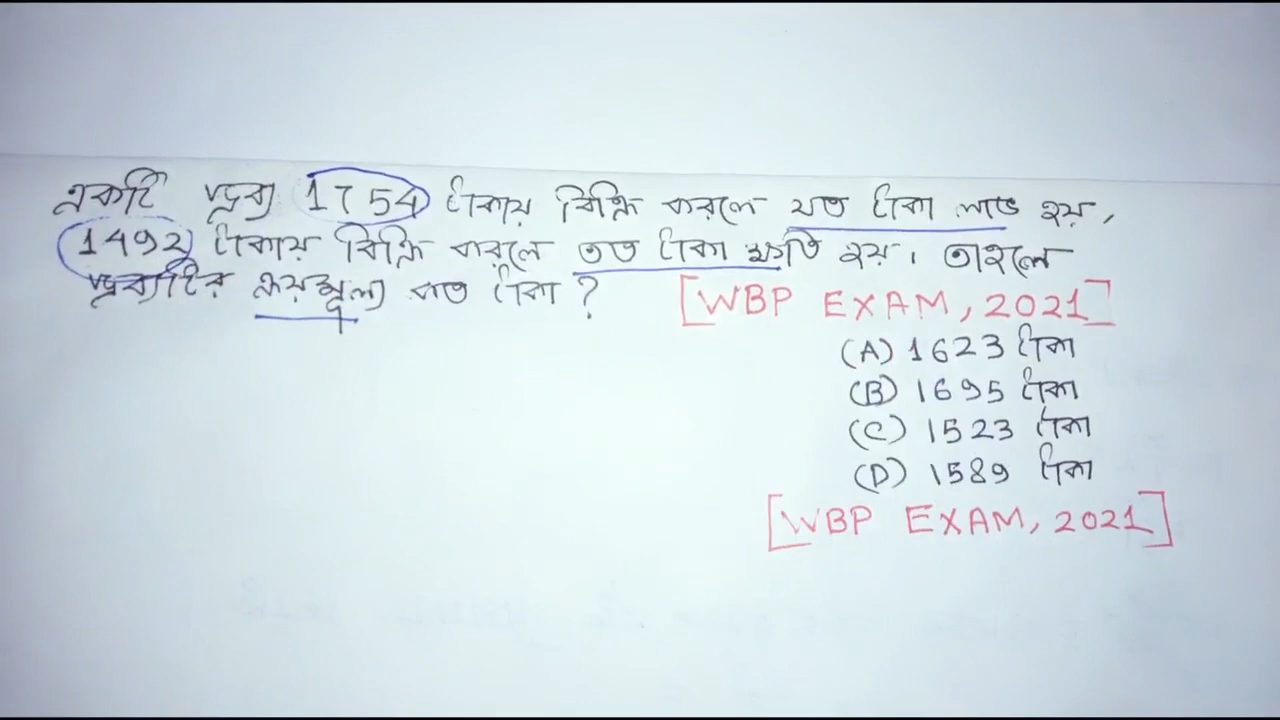 একটি দ্রব্য 1754 টাকায় বিক্রি করলে যত টাকা লাভ হয়,
1492 টাকায় বিক্রি করলে তত টাকা ক্ষতি হয়। তাহলে
দ্রব্যটির ক্রয়মূল্য কত টাকা ? [WBP EXAM, 2021]
(A) 1623 টাকা
(B) 1695 টাকা
(C) 1523 টাকা
(D) 1589 টাকা
[WBP EXAM, 2021]